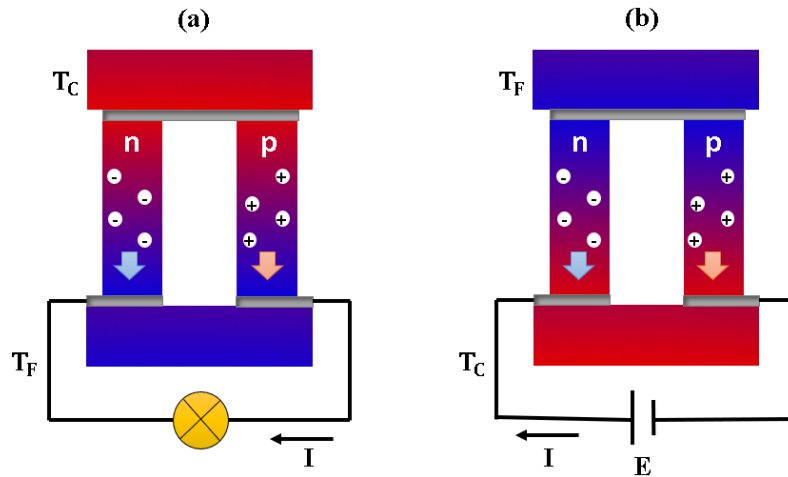 (a)
T_C
n
p
-
-
-
-
+
+
+
+
T_F
I
(b)
T_F
n
p
-
-
-
-
+
+
+
+
T_C
I
E